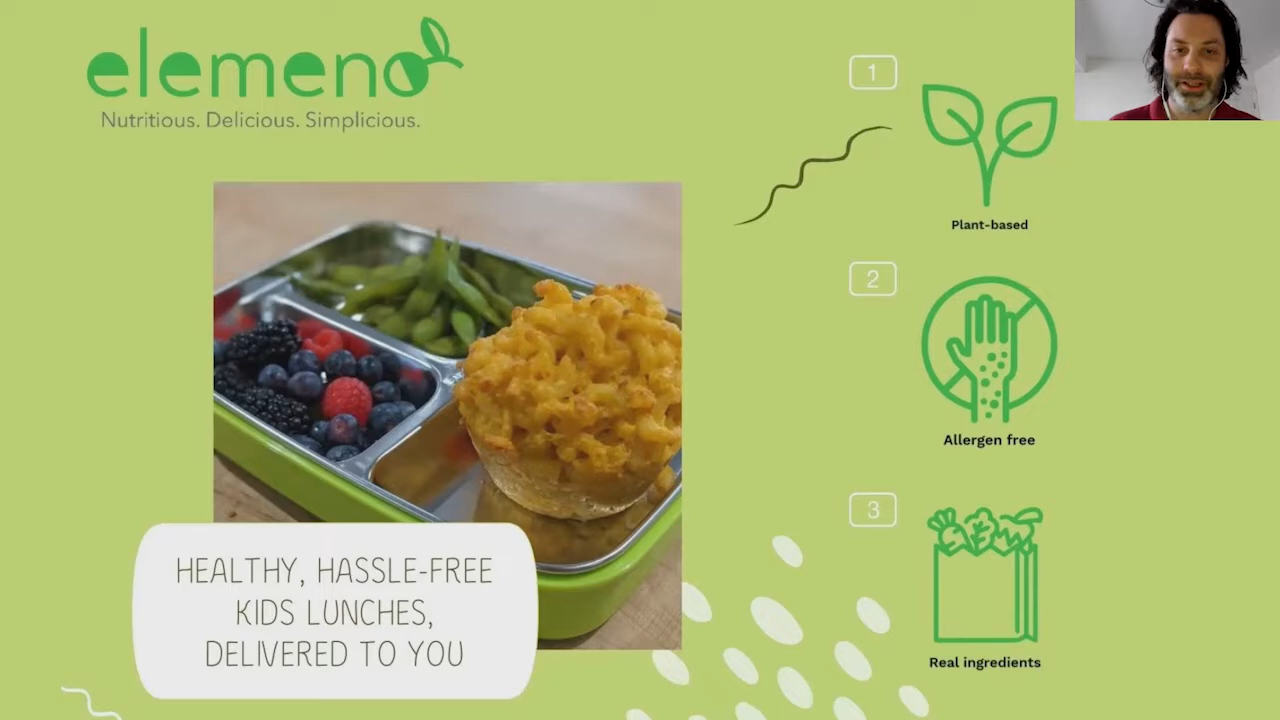 elemeno
Nutritious. Delicious. Simplicious.
HEALTHY, HASSLE-FREE
KIDS LUNCHES,
DELIVERED TO YOU
1
Plant-based
2
Allergen free
3
Real ingredients